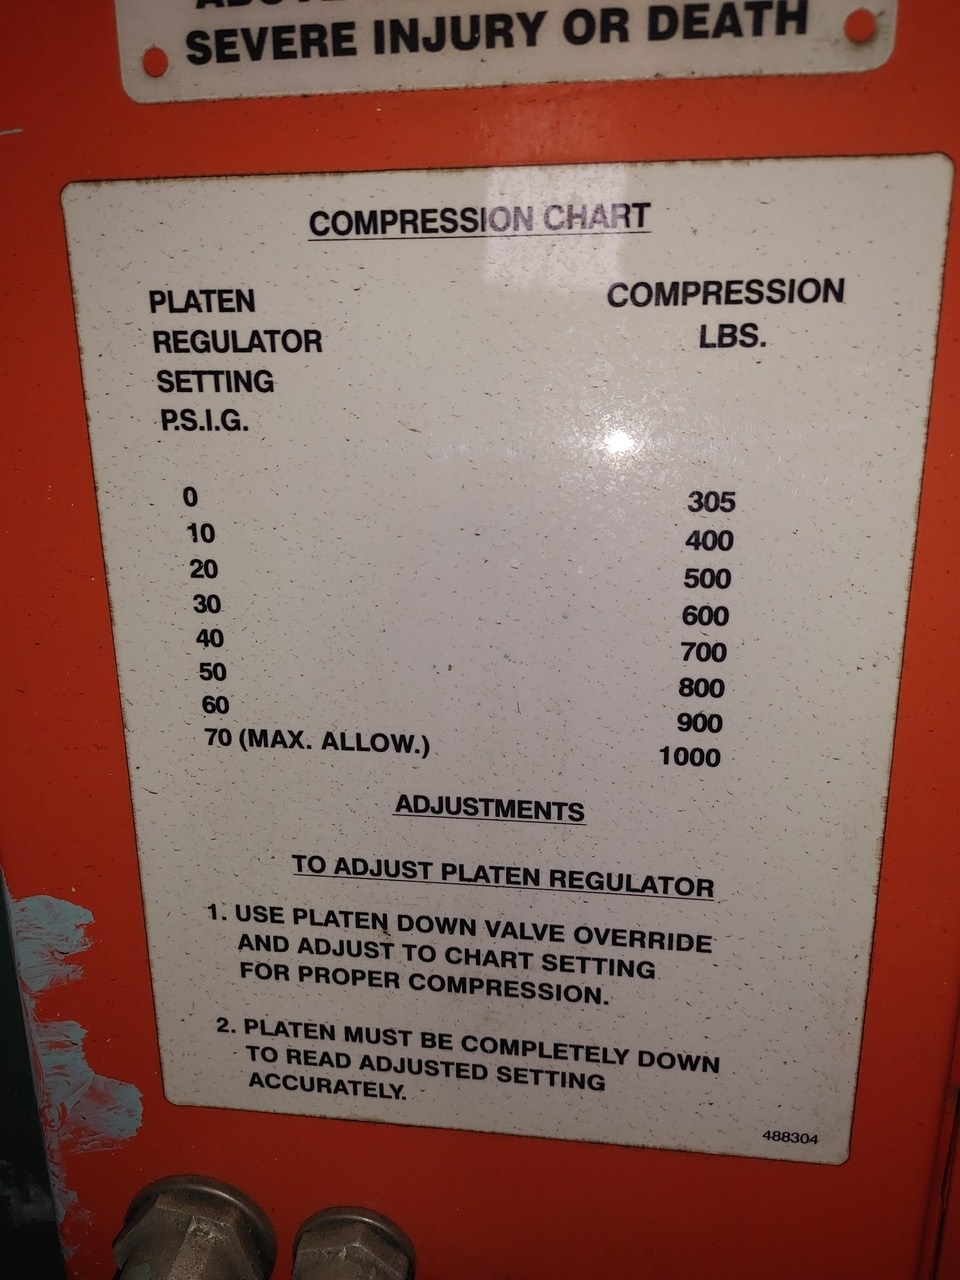 SEVERE INJURY OR DEATH
COMPRESSION CHART
PLATEN
REGULATOR
SETTING
P.S.I.G.
COMPRESSION
LBS.
0 305
10 400
20 500
30 600
40 700
50 800
60 900
70 (MAX. ALLOW.) 1000
ADJUSTMENTS
TO ADJUST PLATEN REGULATOR
1. USE PLATEN DOWN VALVE OVERRIDE
AND ADJUST TO CHART SETTING
FOR PROPER COMPRESSION.
2. PLATEN MUST BE COMPLETELY DOWN
TO READ ADJUSTED SETTING
ACCURATELY.
488304